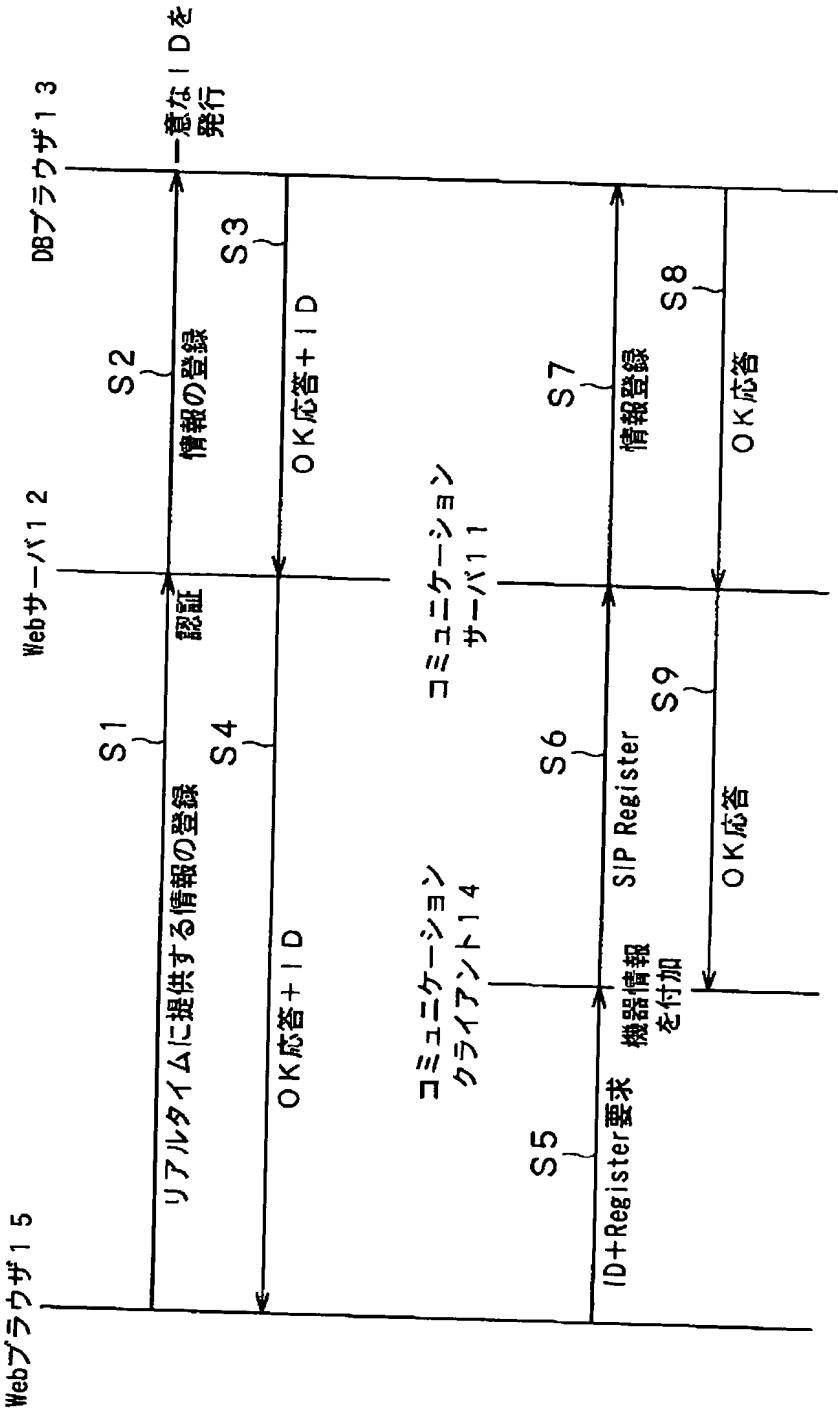 Webブラウザ15
Webサーバ12
DBブラウザ13
S1
リアルタイムに提供する情報の登録
認証
S2
情報の登録
一意なIDを
発行
S3
OK応答+ID
S4
OK応答+ID
コミュニケーション
クライアント14
コミュニケーション
サーバ11
S5
ID+Register要求
機器情報
を付加
S6
SIP Register
S7
情報登録
S8
OK応答
S9
OK応答